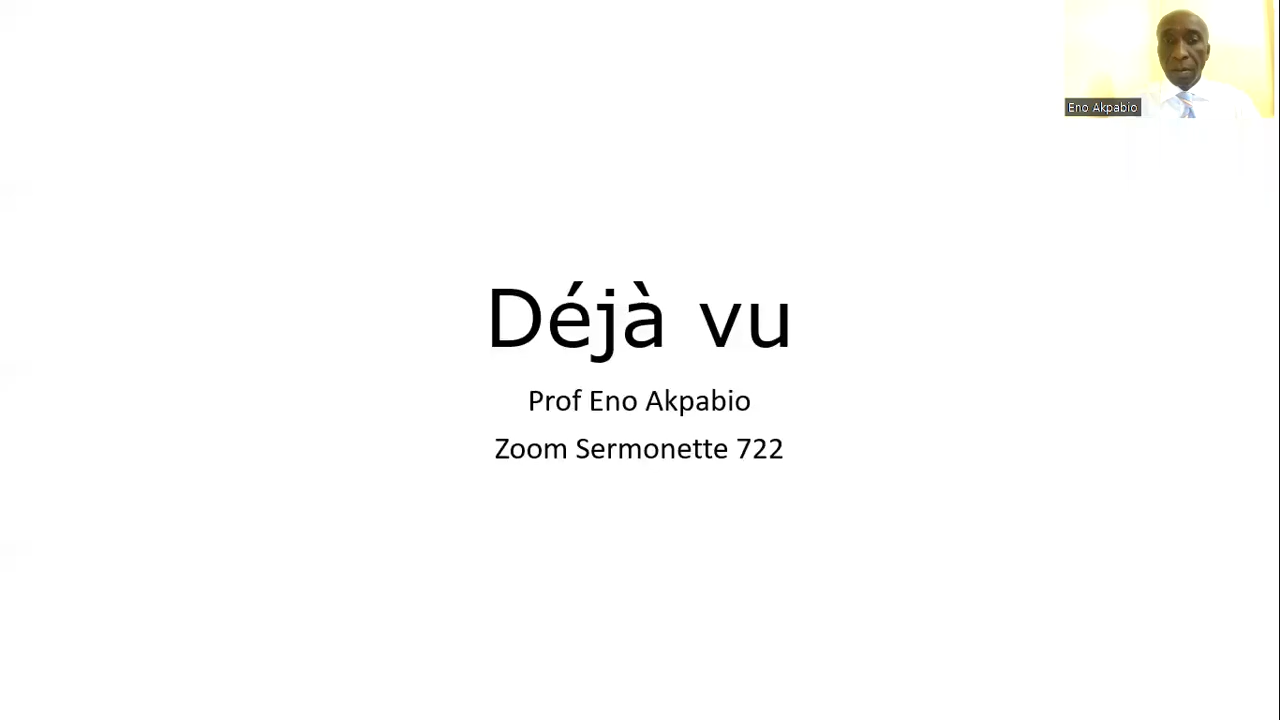 Eno Akpabio
Déjà vu
Prof Eno Akpabio
Zoom Sermonette 722